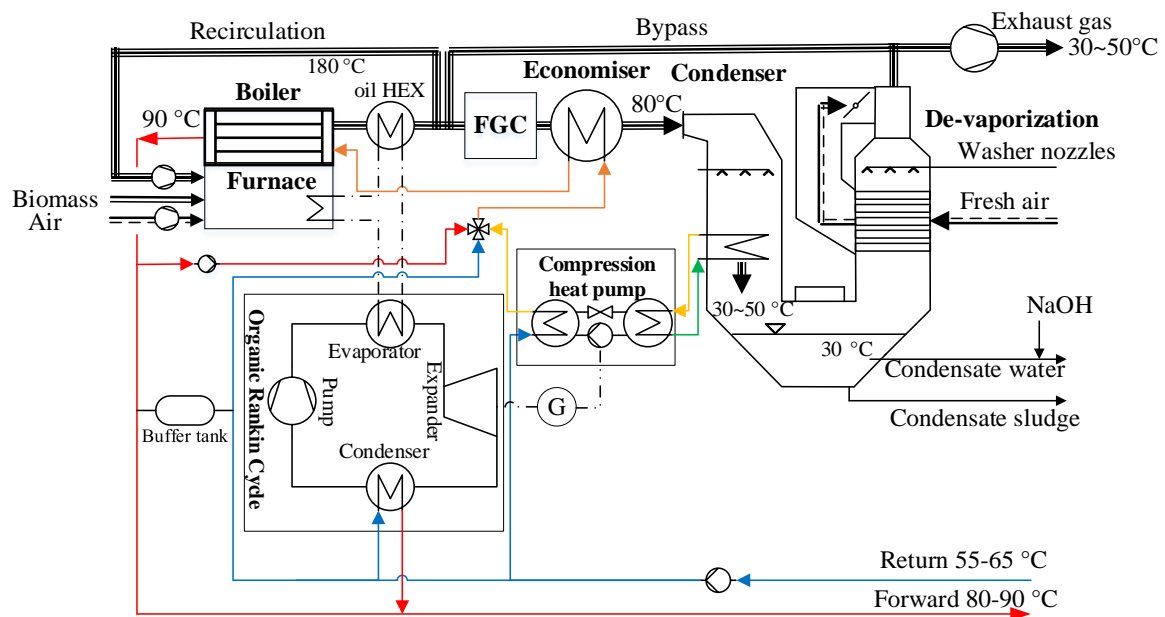 Recirculation
Bypass
Exhaust gas
30~50°C
180 °C
oil HEX
Economiser
Condenser
Boiler
90 °C
FGC
80°C
De-vaporization
Washer nozzles
Furnace
Biomass
Air
Fresh air
Compression
heat pump
30~50 °C
NaOH
30 °C
Condensate water
Condensate sludge
Organic Rankin Cycle
Evaporator
Pump
Expander
G
Buffer tank
Condenser
Return 55-65 °C
Forward 80-90 °C